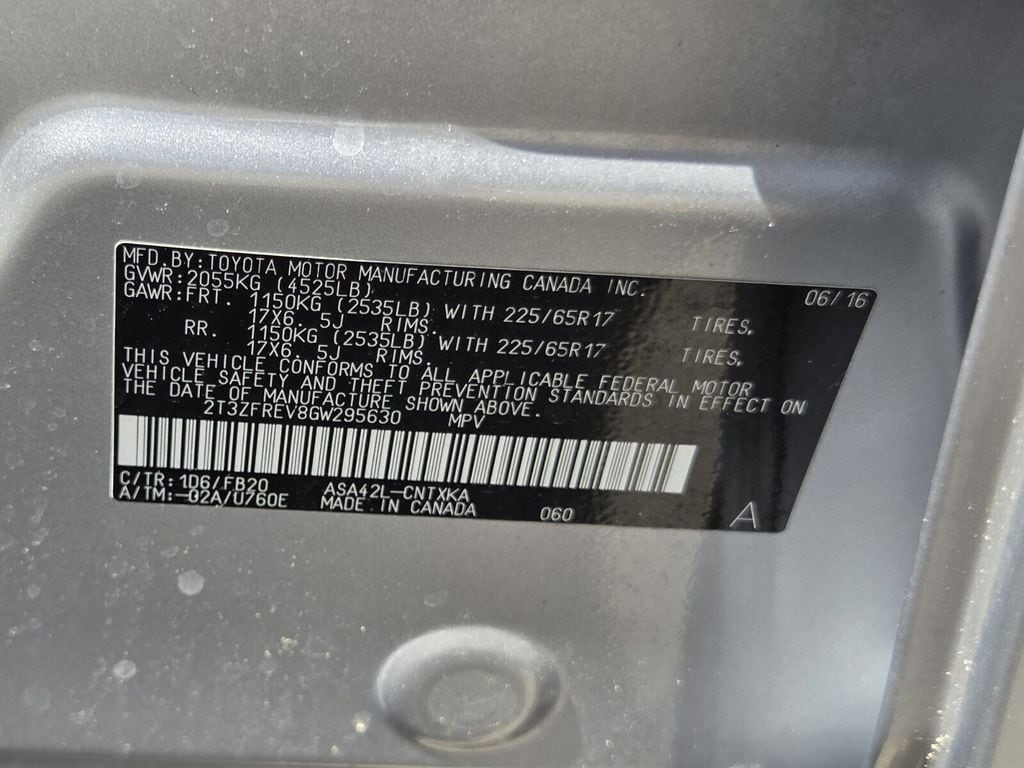 MFD.BY:TOYOTA MOTOR MANUFACTURING CANADA INC. 06/16
GVWR:2055KG (4525LB)
GAWR:FRT. 1150KG (2535LB) WITH 225/65R17 TIRES,
17X6. 5J RIMS.
RR. 1150KG (2535LB) WITH 225/65R17 TIRES,
17X6. 5J RIMS.
THIS VEHICLE CONFORMS TO ALL APPLICABLE FEDERAL MOTOR
VEHICLE SAFETY AND THEFT PREVENTION STANDARDS IN EFFECT ON
THE DATE OF MANUFACTURE SHOWN ABOVE.
2T3ZFREV8GW295630 MPV
C/TR:1D6/FB20 ASA42L-CNTXKA
A/TM:-02A/U760E MADE IN CANADA 060 A